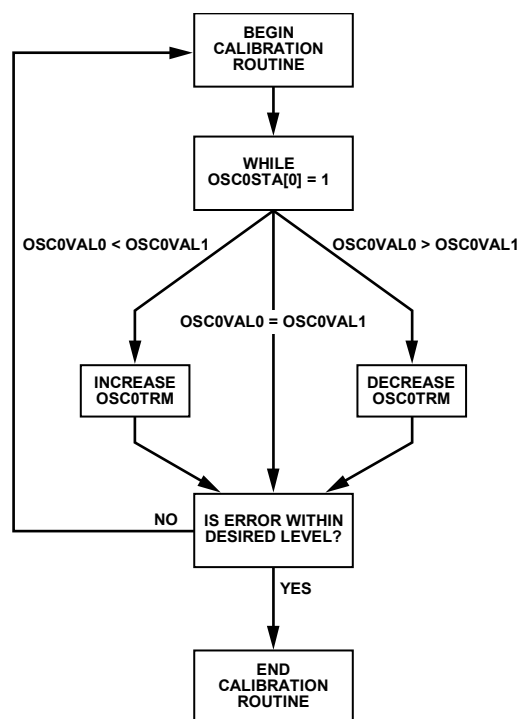 BEGIN
CALIBRATION
ROUTINE
WHILE
OSC0STA[0] = 1
OSC0VAL0 < OSC0VAL1
OSC0VAL0 > OSC0VAL1
OSC0VAL0 = OSC0VAL1
INCREASE
OSC0TRM
DECREASE
OSC0TRM
NO
IS ERROR WITHIN
DESIRED LEVEL?
YES
END
CALIBRATION
ROUTINE